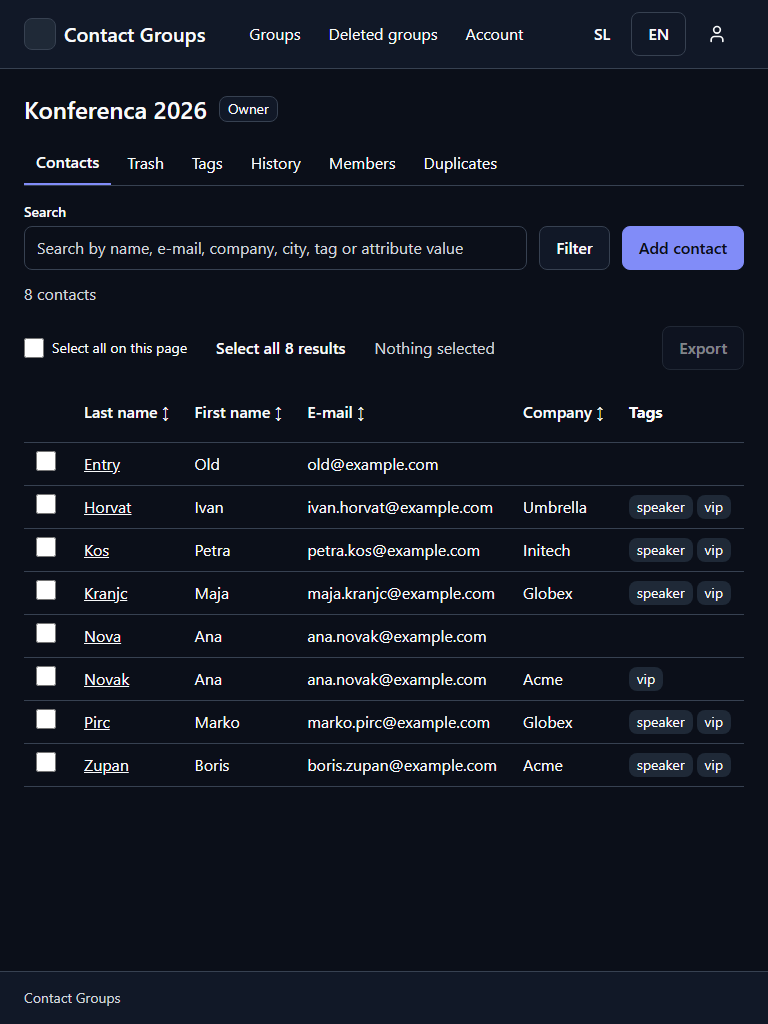 Contact Groups Groups Deleted groups Account SL EN
Konferenca 2026 Owner
Contacts Trash Tags History Members Duplicates
Search
Search by name, e-mail, company, city, tag or attribute value Filter Add contact
8 contacts
Select all on this page Select all 8 results Nothing selected Export
Last name ↕ First name ↕ E-mail ↕ Company ↕ Tags
Entry Old old@example.com
Horvat Ivan ivan.horvat@example.com Umbrella speaker vip
Kos Petra petra.kos@example.com Initech speaker vip
Kranjc Maja maja.kranjc@example.com Globex speaker vip
Nova Ana ana.novak@example.com
Novak Ana ana.novak@example.com Acme vip
Pirc Marko marko.pirc@example.com Globex speaker vip
Zupan Boris boris.zupan@example.com Acme speaker vip
Contact Groups